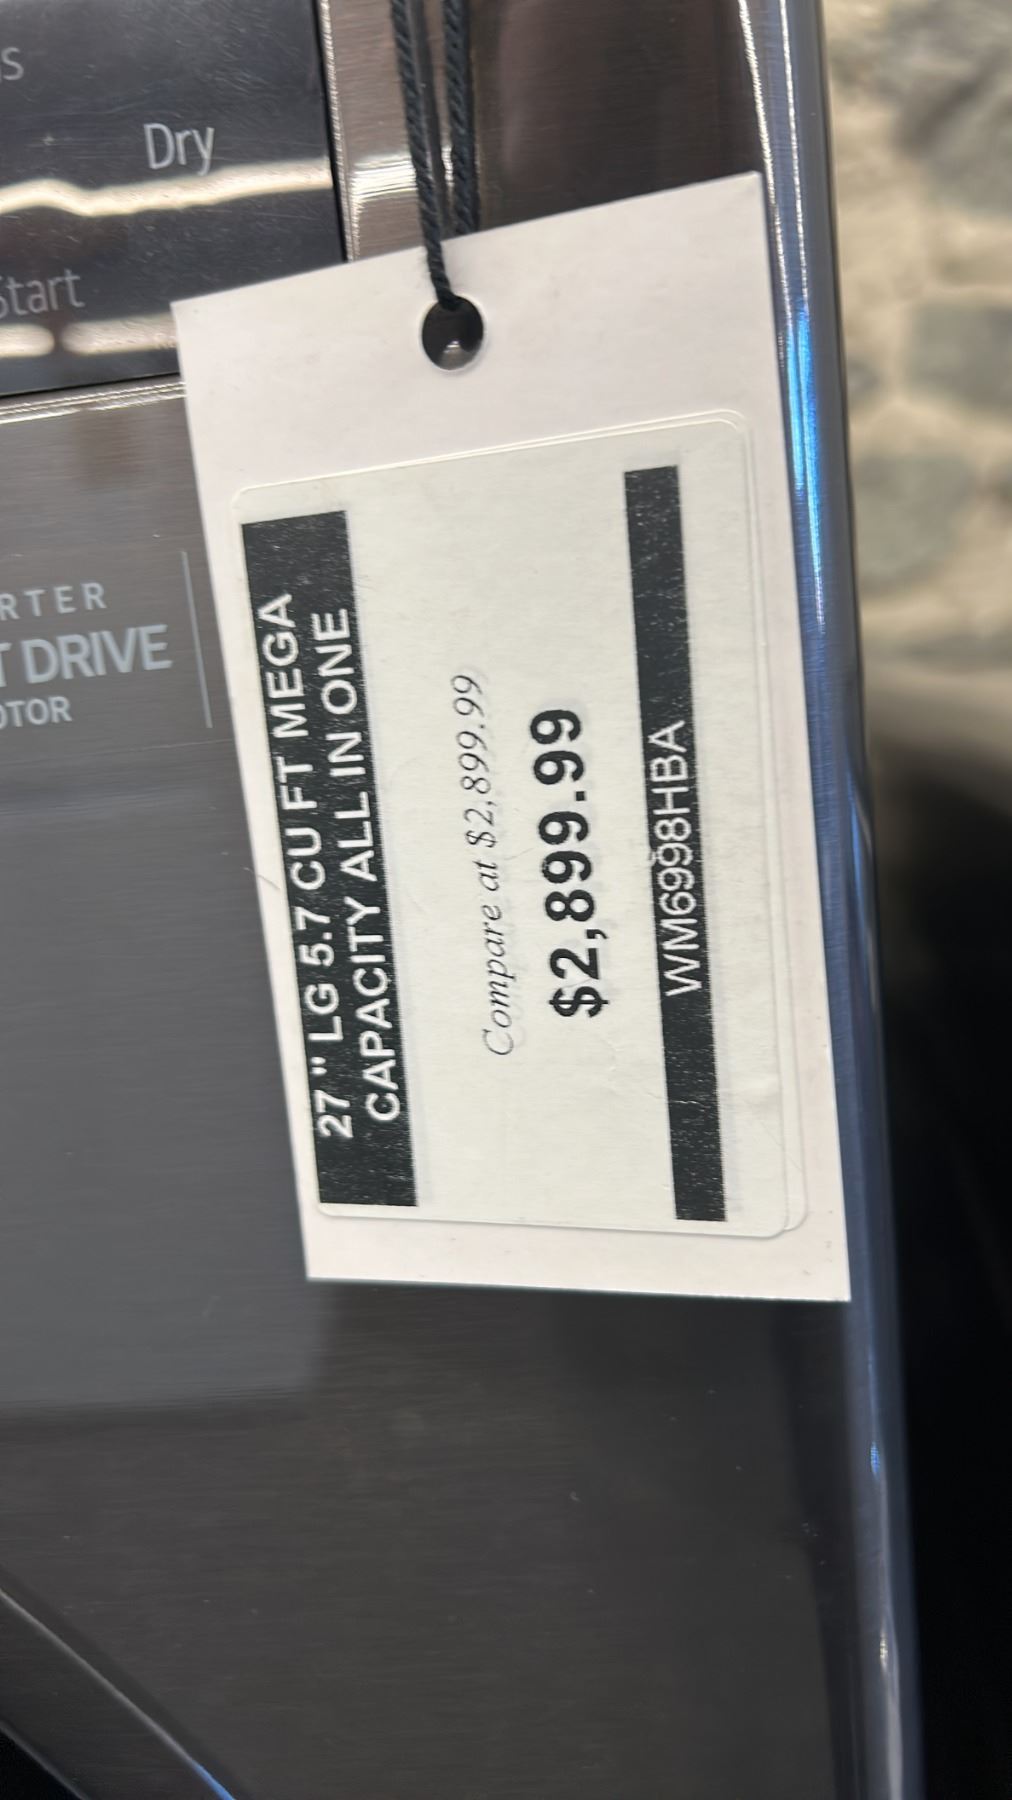 Dry
Start
RTER
T DRIVE
OTOR
27 " LG 5.7 CU FT MEGA
CAPACITY ALL IN ONE
Compare at $2,899.99
$2,899.99
WM6998HBA